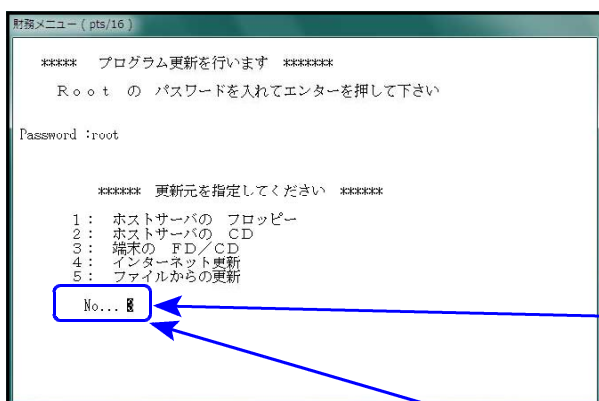 財務メニュー ( pts/16 )
***** プログラム更新を行います *******
Ｒｏｏｔ の パスワードを入れてエンターを押して下さい
Password :root
****** 更新元を指定してください ******
１： ホストサーバの フロッピー
２： ホストサーバの ＣＤ
３： 端末の ＦＤ／ＣＤ
４： インターネット更新
５： ファイルからの更新
No...